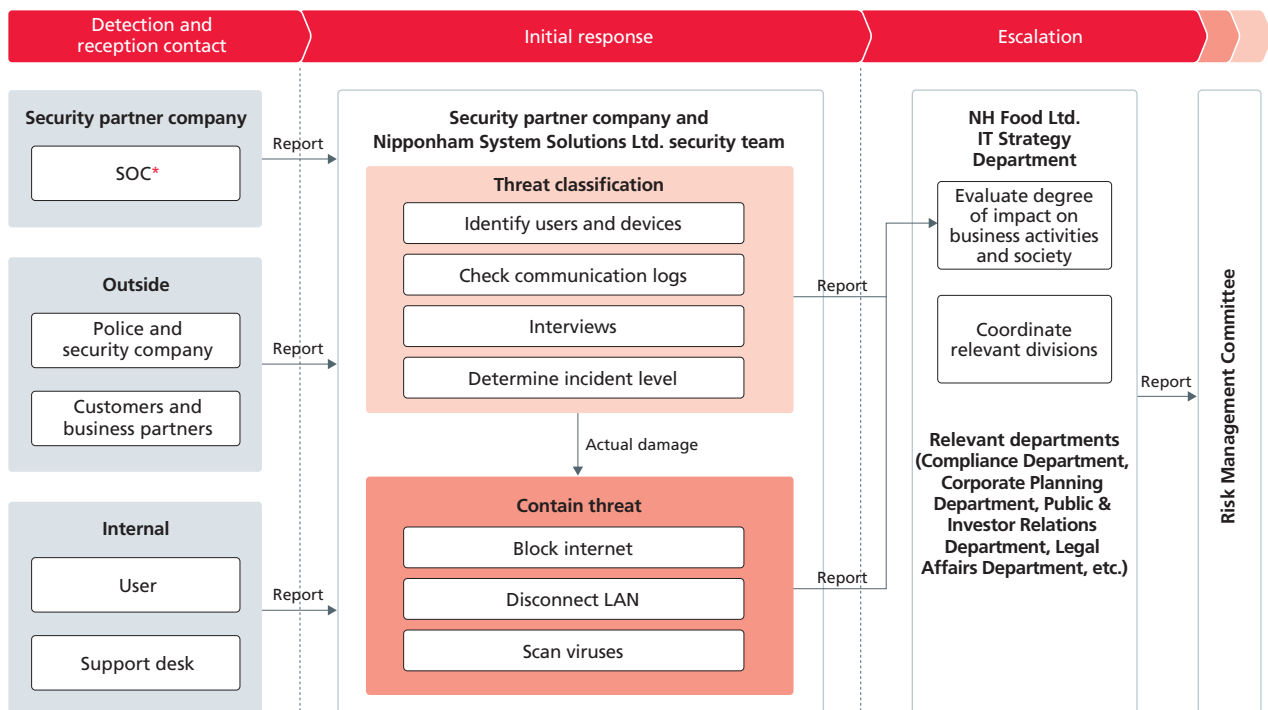 Detection and
reception contact
Initial response
Escalation
Security partner company
SOC*
Report
Outside
Police and
security company
Customers and
business partners
Report
Internal
User
Support desk
Report
Security partner company and
Nipponham System Solutions Ltd. security team
Threat classification
Identify users and devices
Check communication logs
Interviews
Determine incident level
Actual damage
Contain threat
Block internet
Disconnect LAN
Scan viruses
Report
Report
NH Food Ltd.
IT Strategy
Department
Evaluate degree
of impact on
business activities
and society
Coordinate
relevant divisions
Relevant departments
(Compliance Department,
Corporate Planning
Department, Public &
Investor Relations
Department, Legal
Affairs Department, etc.)
Report
Risk Management Committee